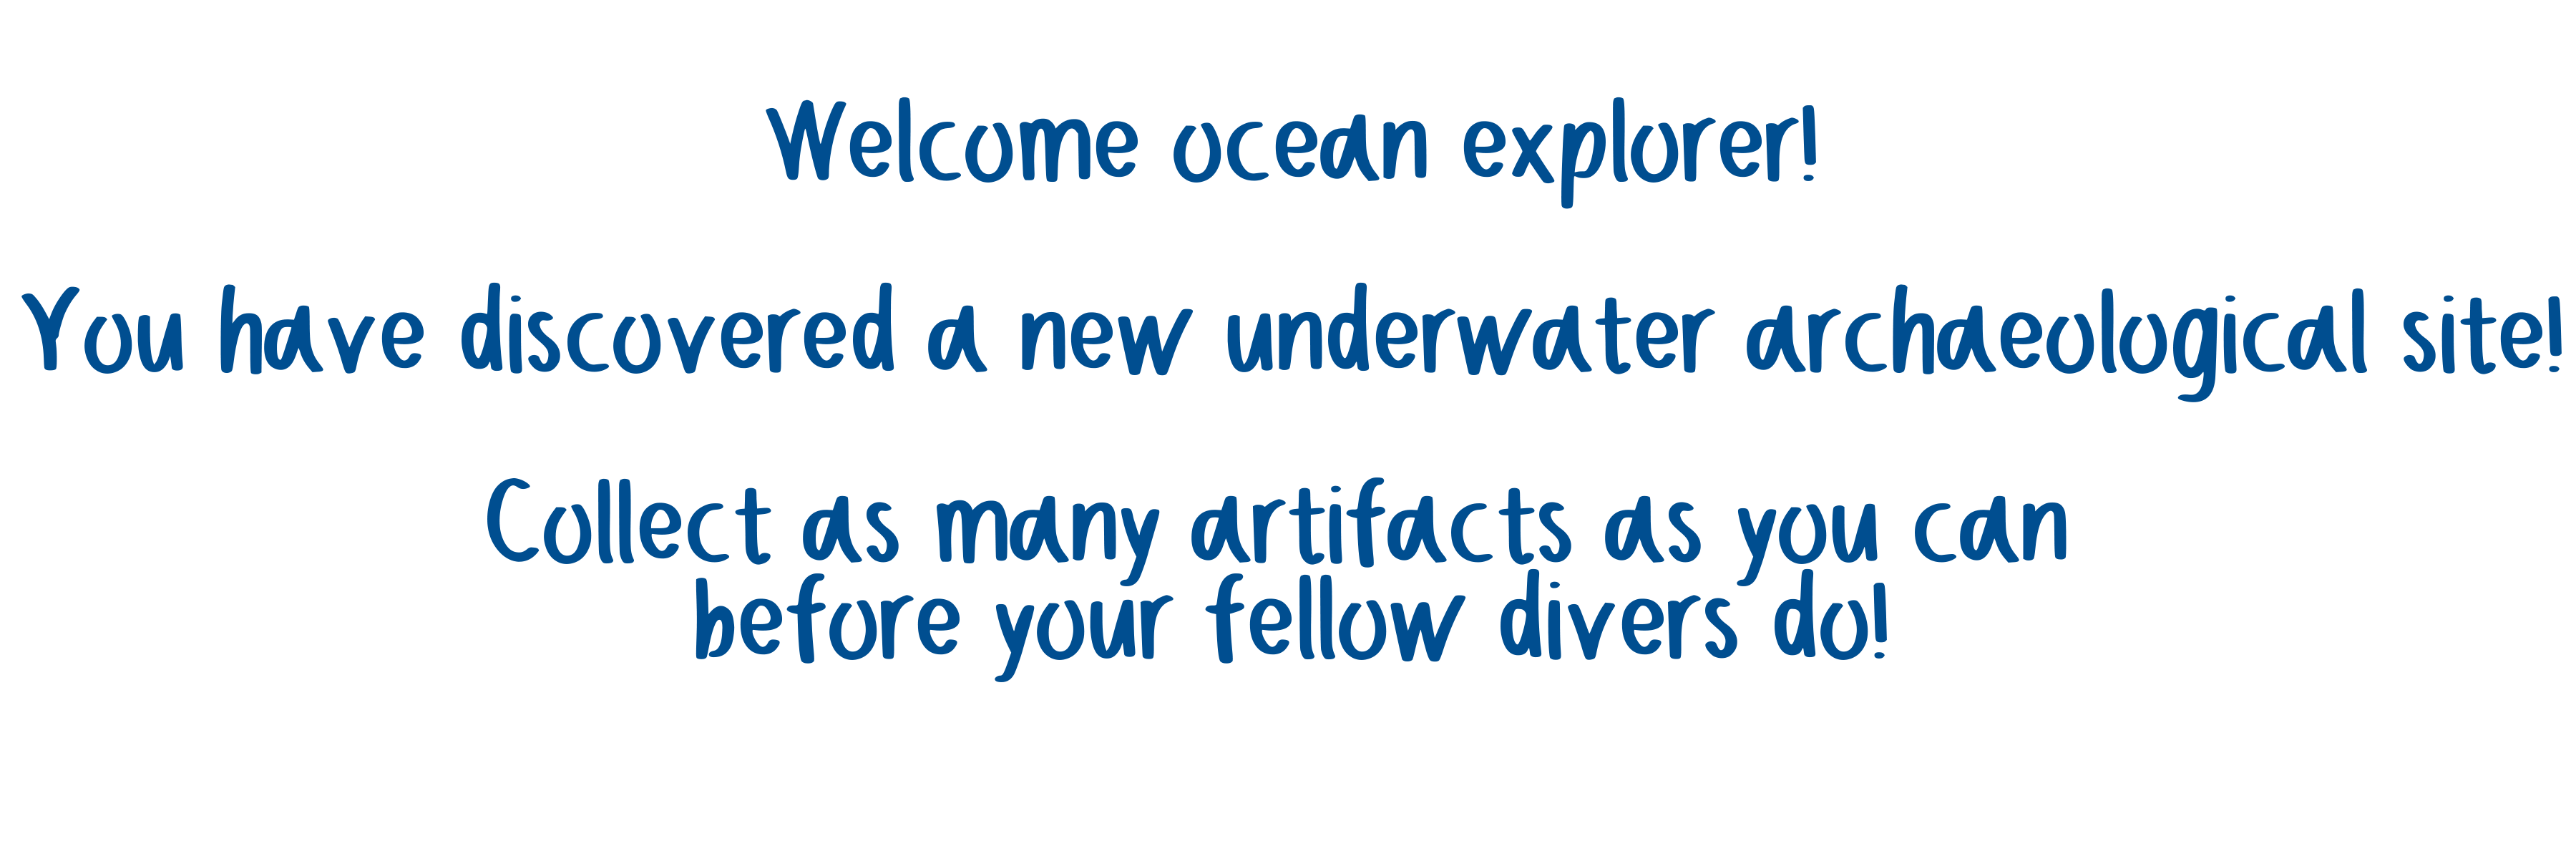 Welcome ocean explorer!
You have discovered a new underwater archaeological site!
Collect as many artifacts as you can
before your fellow divers do!